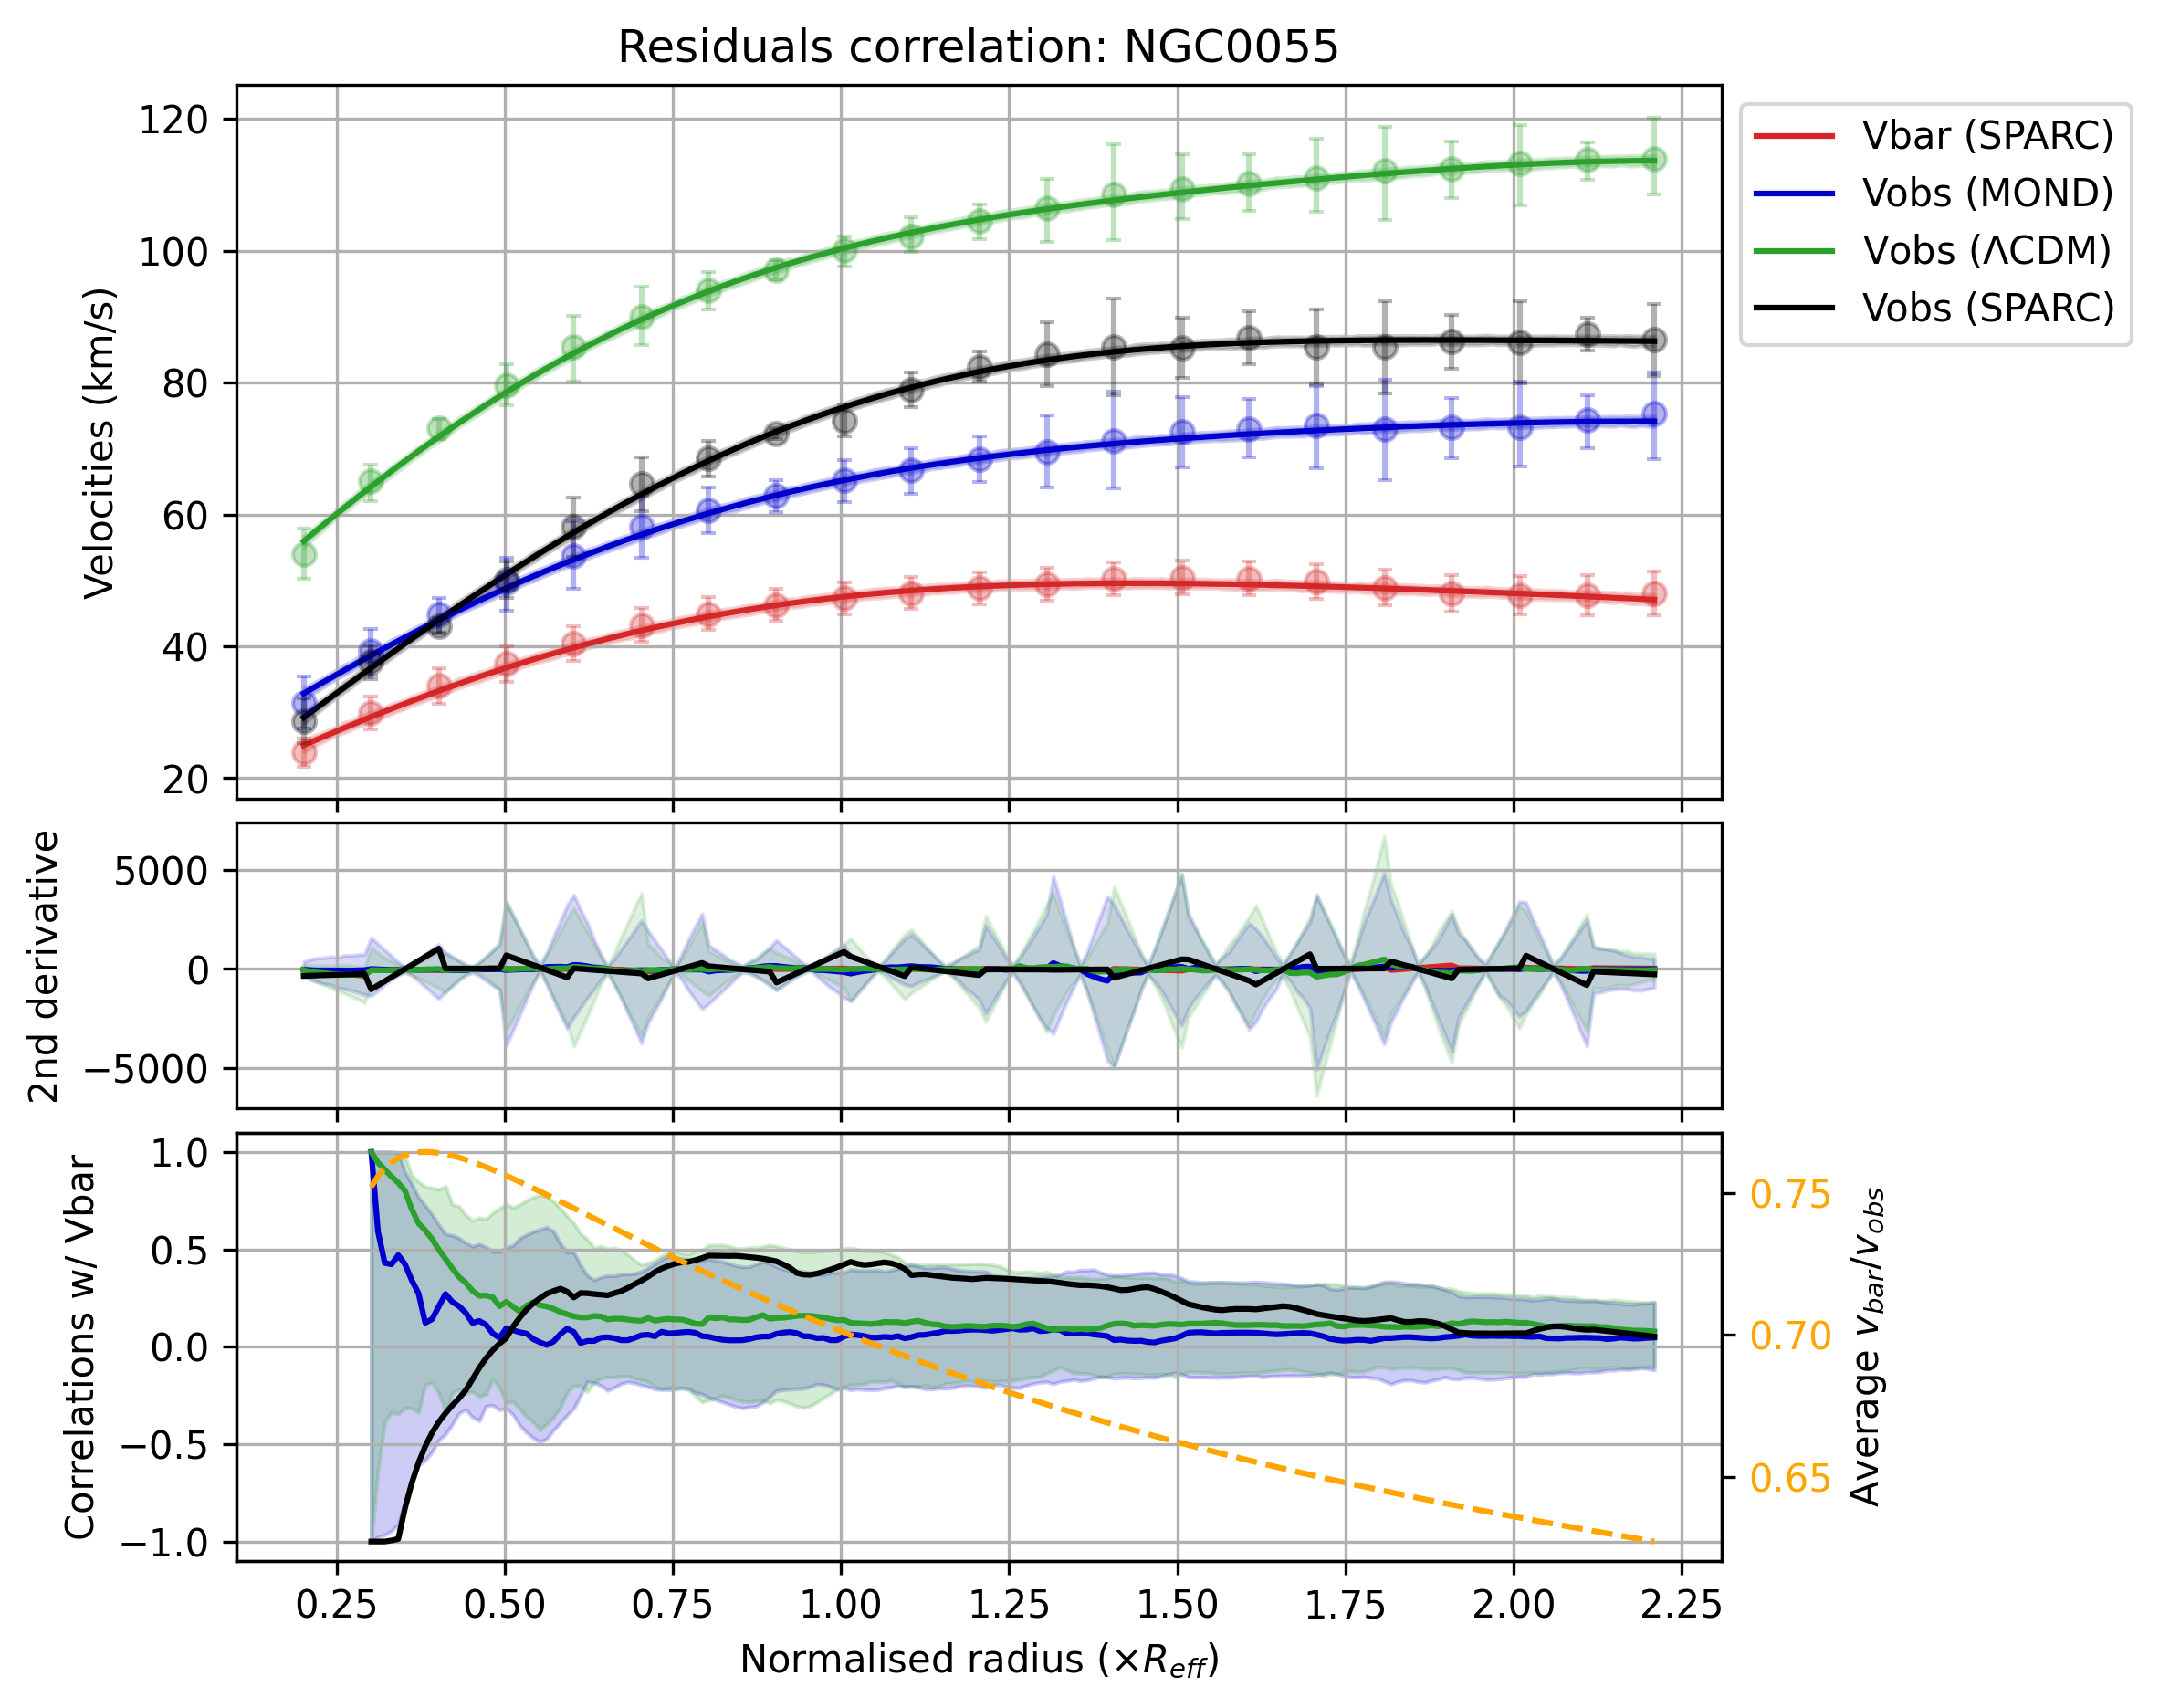 Residuals correlation: NGC0055
Velocities (km/s)
120
100
80
60
40
20
Vbar (SPARC)
Vobs (MOND)
Vobs (ΛCDM)
Vobs (SPARC)
2nd derivative
5000
0
−5000
Correlations w/ Vbar
1.0
0.5
0.0
−0.5
−1.0
0.75
0.70
0.65
Average v_bar/v_obs
0.25 0.50 0.75 1.00 1.25 1.50 1.75 2.00 2.25
Normalised radius (×R_eff)